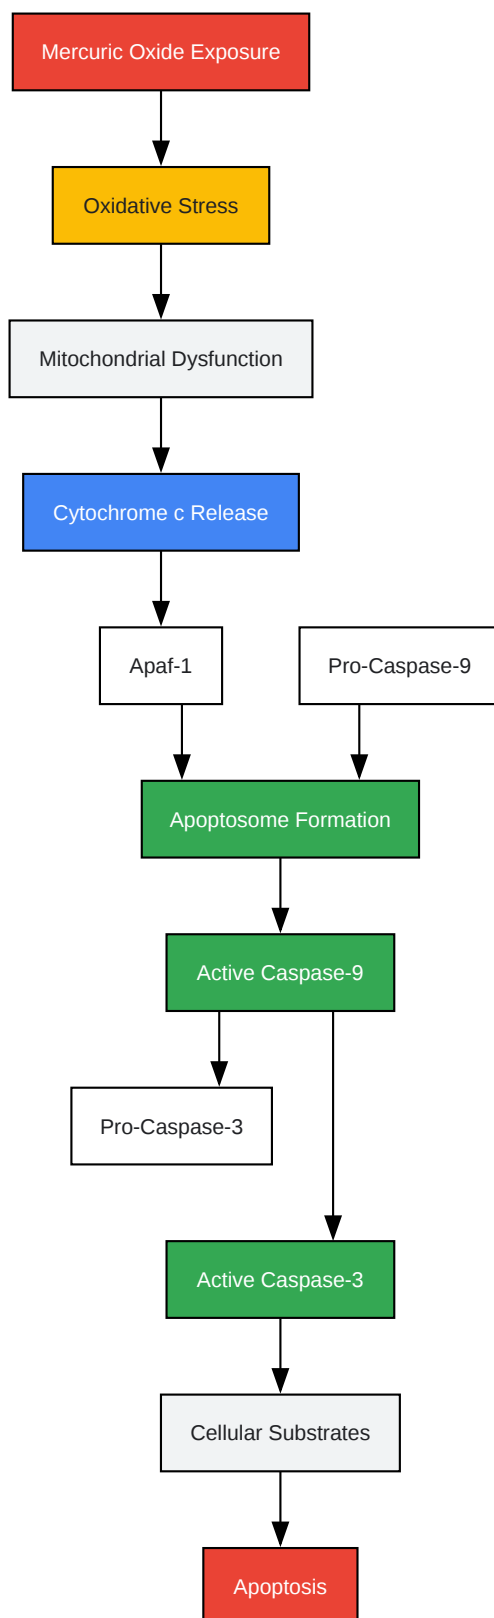 Mercuric Oxide Exposure
Oxidative Stress
Mitochondrial Dysfunction
Cytochrome c Release
Apaf-1
Pro-Caspase-9
Apoptosome Formation
Active Caspase-9
Pro-Caspase-3
Active Caspase-3
Cellular Substrates
Apoptosis